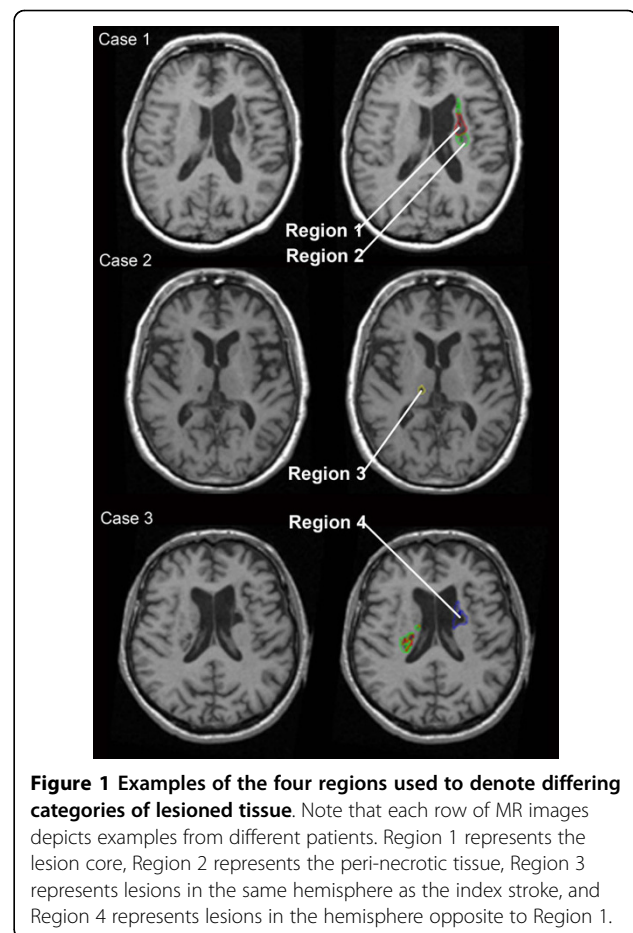 Case 1
Region 1
Region 2
Case 2
Region 3
Case 3
Region 4
Figure 1 Examples of the four regions used to denote differing
categories of lesioned tissue. Note that each row of MR images
depicts examples from different patients. Region 1 represents the
lesion core, Region 2 represents the peri-necrotic tissue, Region 3
represents lesions in the same hemisphere as the index stroke, and
Region 4 represents lesions in the hemisphere opposite to Region 1.